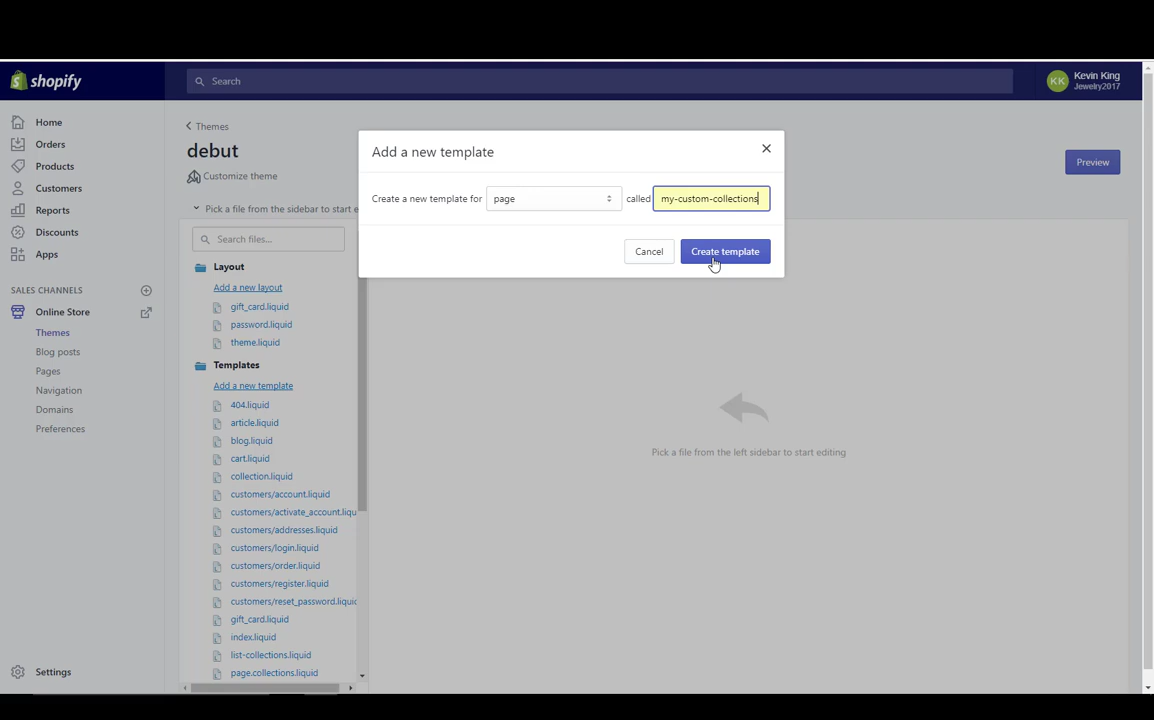 shopify
Search
KK
Kevin King
Jewelry2017
Home
Orders
Products
Customers
Reports
Discounts
Apps
SALES CHANNELS
Online Store
Themes
Blog posts
Pages
Navigation
Domains
Preferences
Settings
Themes
debut
Customize theme
Preview
Pick a file from the sidebar to start e
Search files...
Layout
Add a new layout
gift_card.liquid
password.liquid
theme.liquid
Templates
Add a new template
404.liquid
article.liquid
blog.liquid
cart.liquid
collection.liquid
customers/account.liquid
customers/activate_account.liqu
customers/addresses.liquid
customers/login.liquid
customers/order.liquid
customers/register.liquid
customers/reset_password.liquid
gift_card.liquid
index.liquid
list-collections.liquid
page.collections.liquid
Add a new template
Create a new template for page called my-custom-collections
Cancel Create template
Pick a file from the left sidebar to start editing